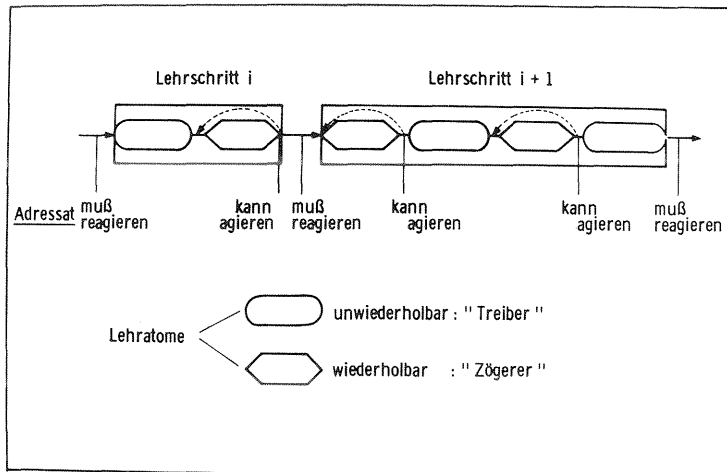 Lehrschritt i Lehrschritt i + 1
Adressat muß kann muß kann kann muß
reagieren agieren reagieren agieren agieren reagieren
unwiederholbar : " Treiber "
Lehratome
wiederholbar : " Zögerer "